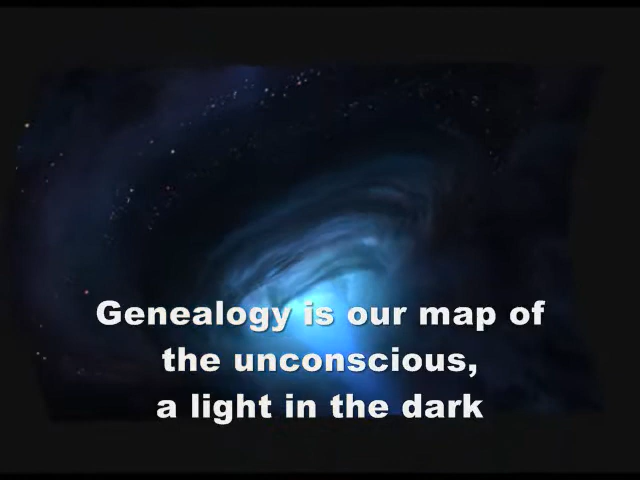 Genealogy is our map of
the unconscious,
a light in the dark